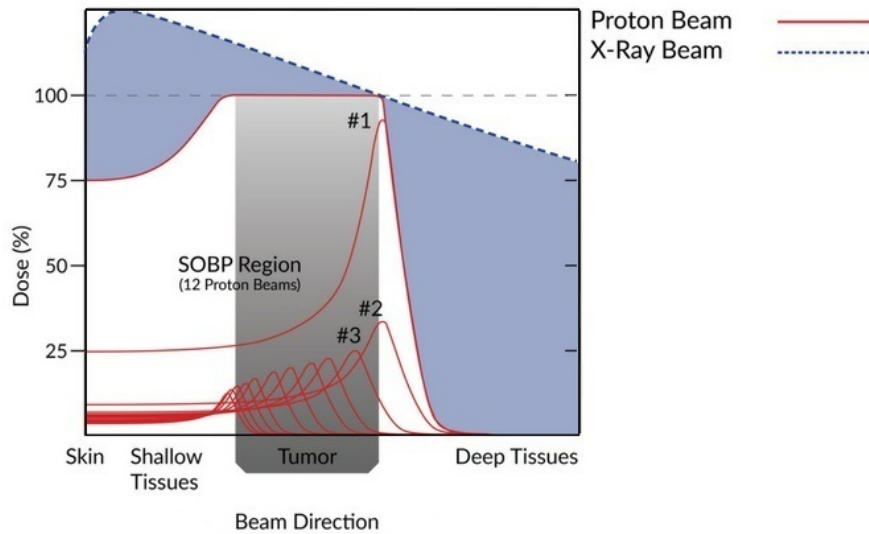 Proton Beam
X-Ray Beam
100
75
50
25
Dose (%)
#1
SOBP Region
(12 Proton Beams)
#2
#3
Skin
Shallow
Tissues
Tumor
Deep Tissues
Beam Direction